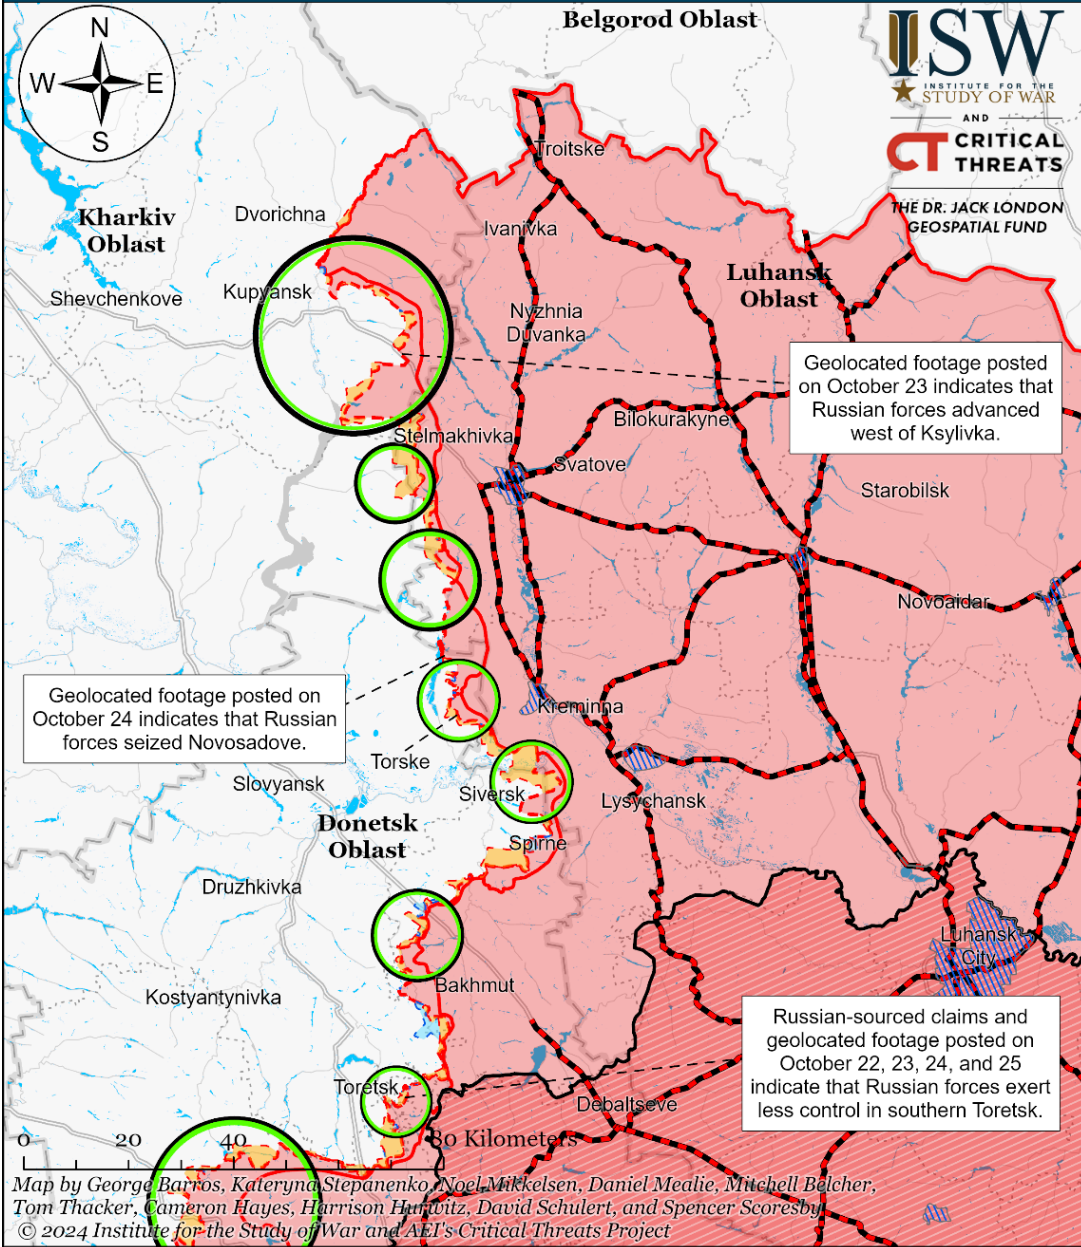 Belgorod Oblast
N
W
E
S
ISW
INSTITUTE FOR THE
STUDY OF WAR
AND
CT CRITICAL
THREATS
THE DR. JACK LONDON
GEOSPATIAL FUND
Troitske
Kharkiv
Oblast
Dvorichna
Ivanivka
Luhansk
Oblast
Shevchenkove
Kupyansk
Nyzhnia
Duvanka
Geolocated footage posted
on October 23 indicates that
Russian forces advanced
west of Ksylivka.
Bilokurakyne
Stelmakhivka
Svatove
Starobilsk
Novoaidar
Geolocated footage posted on
October 24 indicates that Russian
forces seized Novosadove.
Kreminna
Torske
Slovyansk
Siversk
Lysychansk
Donetsk
Oblast
Spirne
Druzhkivka
Luhansk
City
Bakhmut
Kostyantynivka
Russian-sourced claims and
geolocated footage posted on
October 22, 23, 24, and 25
indicate that Russian forces exert
less control in southern Toretsk.
Toretsk
Debaltseve
0 20 40 80 Kilometers
Map by George Barros, Kateryna Stepanenko, Noel Mikkelsen, Daniel Mealie, Mitchell Belcher,
Tom Thacker, Cameron Hayes, Harrison Hurwitz, David Schulert, and Spencer Scoresby
© 2024 Institute for the Study of War and AEI's Critical Threats Project